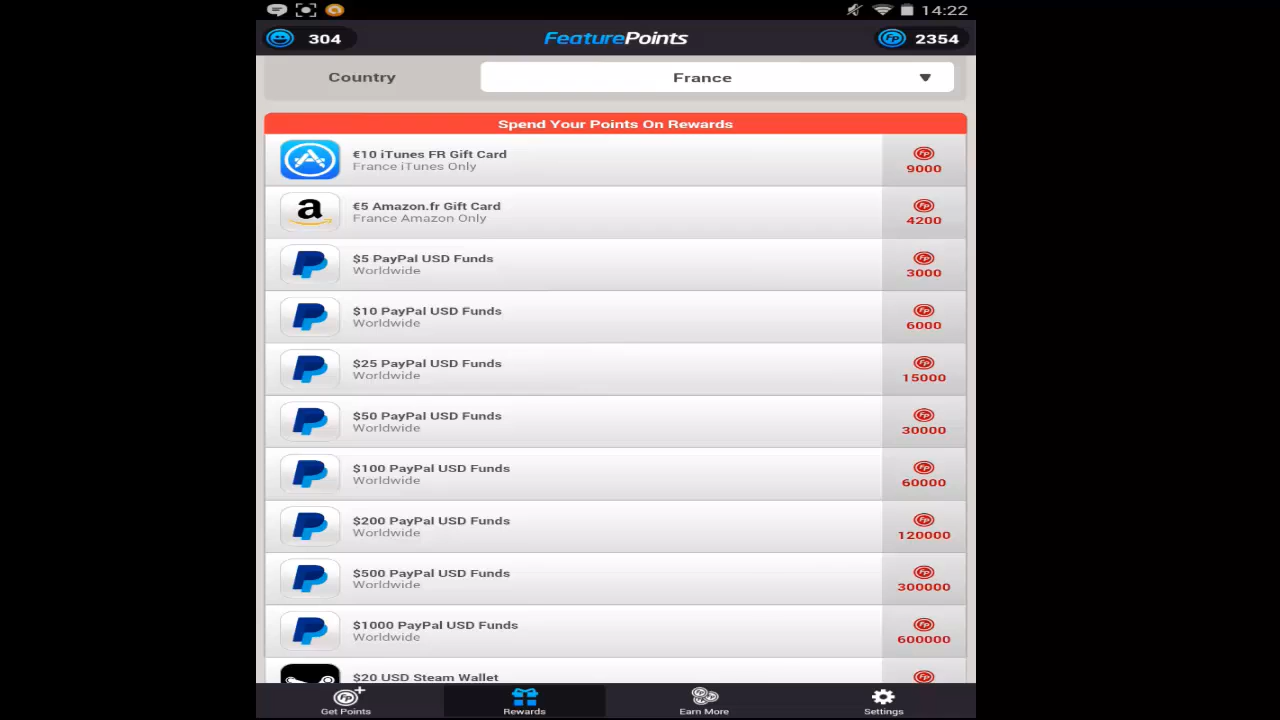 14:22
304
FeaturePoints
2354
Country
France
Spend Your Points On Rewards
€10 iTunes FR Gift Card
France iTunes Only
9000
€5 Amazon.fr Gift Card
France Amazon Only
4200
$5 PayPal USD Funds
Worldwide
3000
$10 PayPal USD Funds
Worldwide
6000
$25 PayPal USD Funds
Worldwide
15000
$50 PayPal USD Funds
Worldwide
30000
$100 PayPal USD Funds
Worldwide
60000
$200 PayPal USD Funds
Worldwide
120000
$500 PayPal USD Funds
Worldwide
300000
$1000 PayPal USD Funds
Worldwide
600000
$20 USD Steam Wallet
Get Points
Rewards
Earn More
Settings